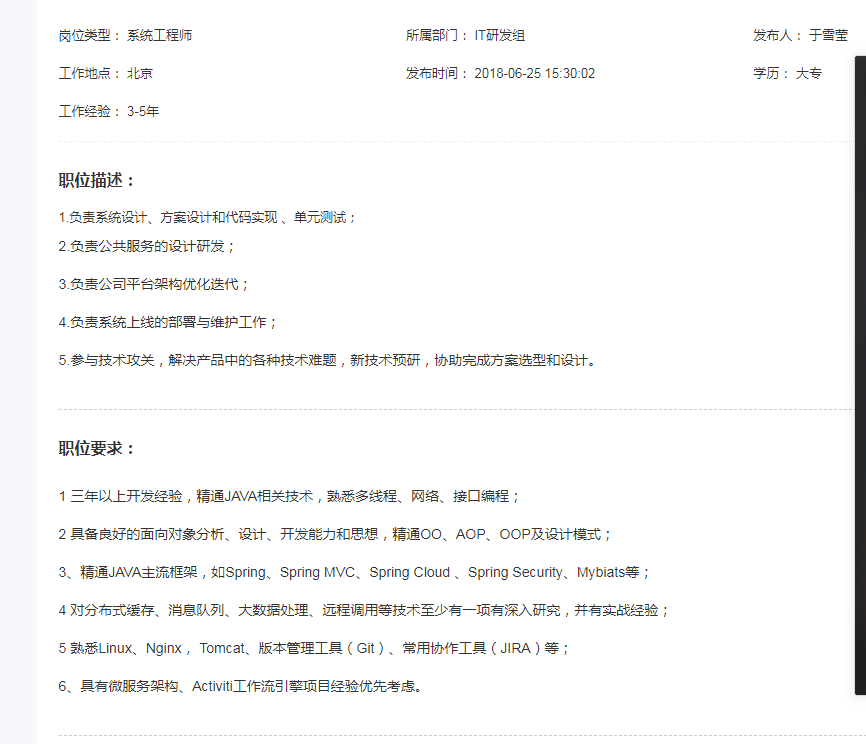 岗位类型： 系统工程师 所属部门： IT研发组 发布人： 于雪莹
工作地点： 北京 发布时间： 2018-06-25 15:30:02 学历： 大专
工作经验： 3-5年
职位描述：
1.负责系统设计、方案设计和代码实现 、单元测试；
2.负责公共服务的设计研发；
3.负责公司平台架构优化迭代；
4.负责系统上线的部署与维护工作；
5.参与技术攻关，解决产品中的各种技术难题，新技术预研，协助完成方案选型和设计。
职位要求：
1 三年以上开发经验，精通JAVA相关技术，熟悉多线程、网络、接口编程；
2 具备良好的面向对象分析、设计、开发能力和思想，精通OO、AOP、OOP及设计模式；
3、精通JAVA主流框架，如Spring、Spring MVC、Spring Cloud 、Spring Security、Mybiats等；
4 对分布式缓存、消息队列、大数据处理、远程调用等技术至少有一项有深入研究，并有实战经验；
5 熟悉Linux、Nginx ， Tomcat、版本管理工具（Git）、常用协作工具（JIRA）等；
6、具有微服务架构、Activiti工作流引擎项目经验优先考虑。